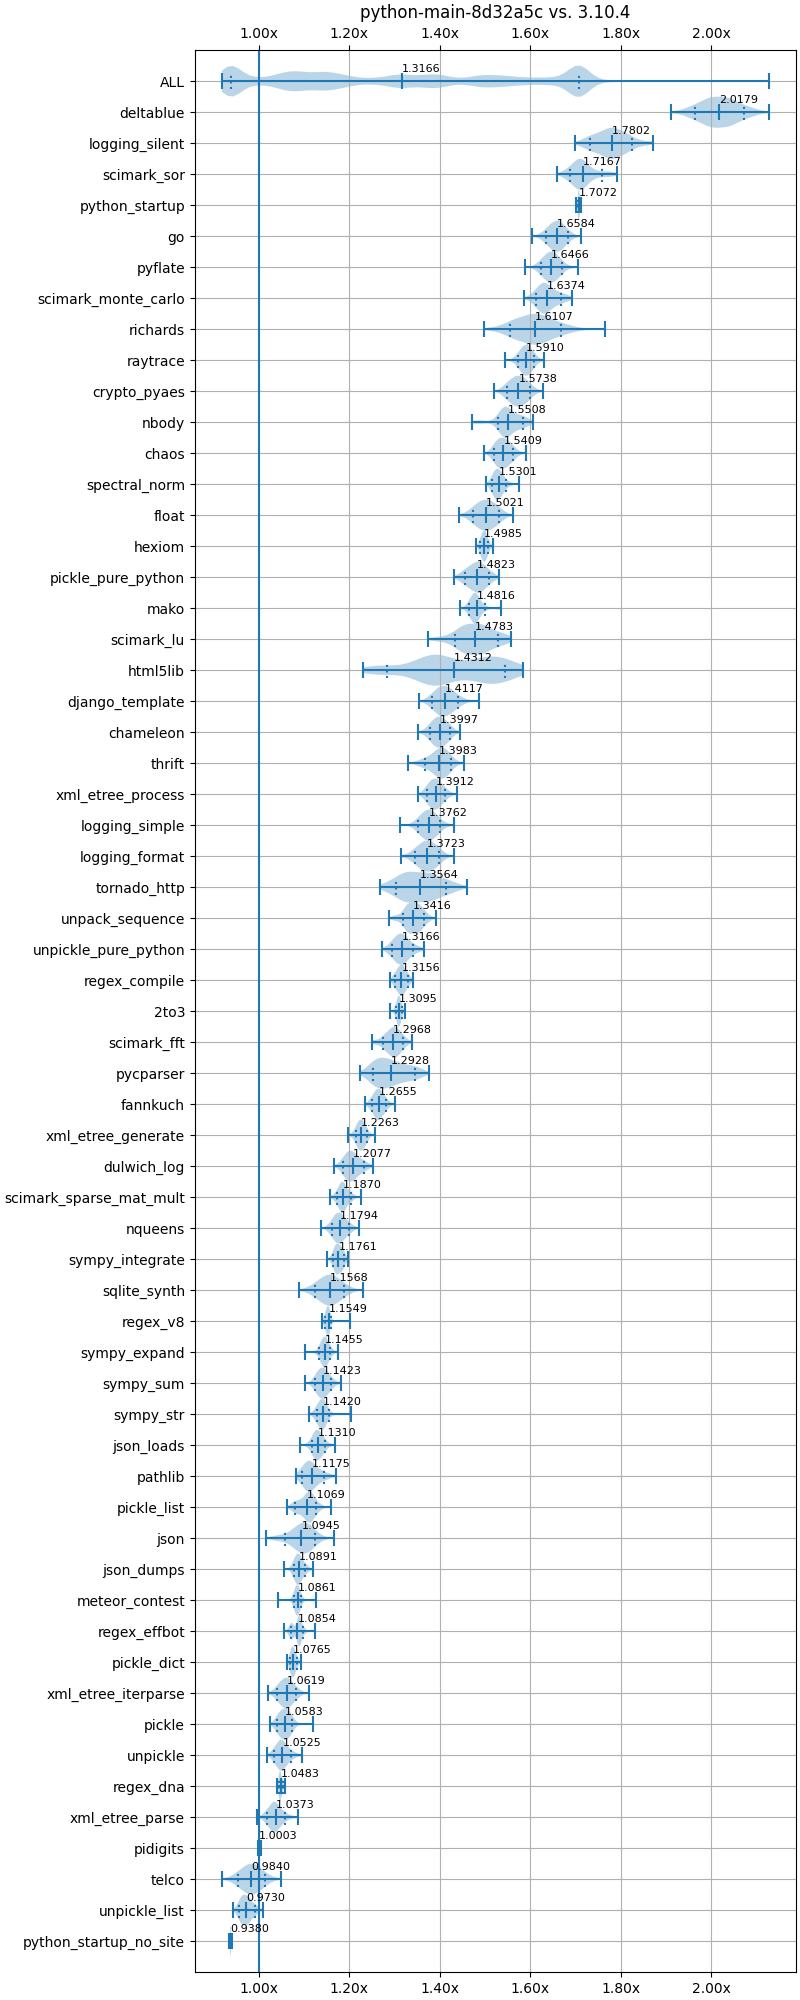 python-main-8d32a5c vs. 3.10.4
1.00x 1.20x 1.40x 1.60x 1.80x 2.00x
ALL 1.3166
deltablue 2.0179
logging_silent 1.7802
scimark_sor 1.7167
python_startup 1.7072
go 1.6584
pyflate 1.6466
scimark_monte_carlo 1.6374
richards 1.6107
raytrace 1.5910
crypto_pyaes 1.5738
nbody 1.5508
chaos 1.5409
spectral_norm 1.5301
float 1.5021
hexiom 1.4985
pickle_pure_python 1.4823
mako 1.4816
scimark_lu 1.4783
html5lib 1.4312
django_template 1.4117
chameleon 1.3997
thrift 1.3983
xml_etree_process 1.3912
logging_simple 1.3762
logging_format 1.3723
tornado_http 1.3564
unpack_sequence 1.3416
unpickle_pure_python 1.3166
regex_compile 1.3156
2to3 1.3095
scimark_fft 1.2968
pycparser 1.2928
fannkuch 1.2655
xml_etree_generate 1.2263
dulwich_log 1.2077
scimark_sparse_mat_mult 1.1870
nqueens 1.1794
sympy_integrate 1.1761
sqlite_synth 1.1568
regex_v8 1.1549
sympy_expand 1.1455
sympy_sum 1.1423
sympy_str 1.1420
json_loads 1.1310
pathlib 1.1175
pickle_list 1.1069
json 1.0945
json_dumps 1.0891
meteor_contest 1.0861
regex_effbot 1.0854
pickle_dict 1.0765
xml_etree_iterparse 1.0619
pickle 1.0583
unpickle 1.0525
regex_dna 1.0483
xml_etree_parse 1.0373
pidigits 1.0003
telco 0.9840
unpickle_list 0.9730
python_startup_no_site 0.9380
1.00x 1.20x 1.40x 1.60x 1.80x 2.00x